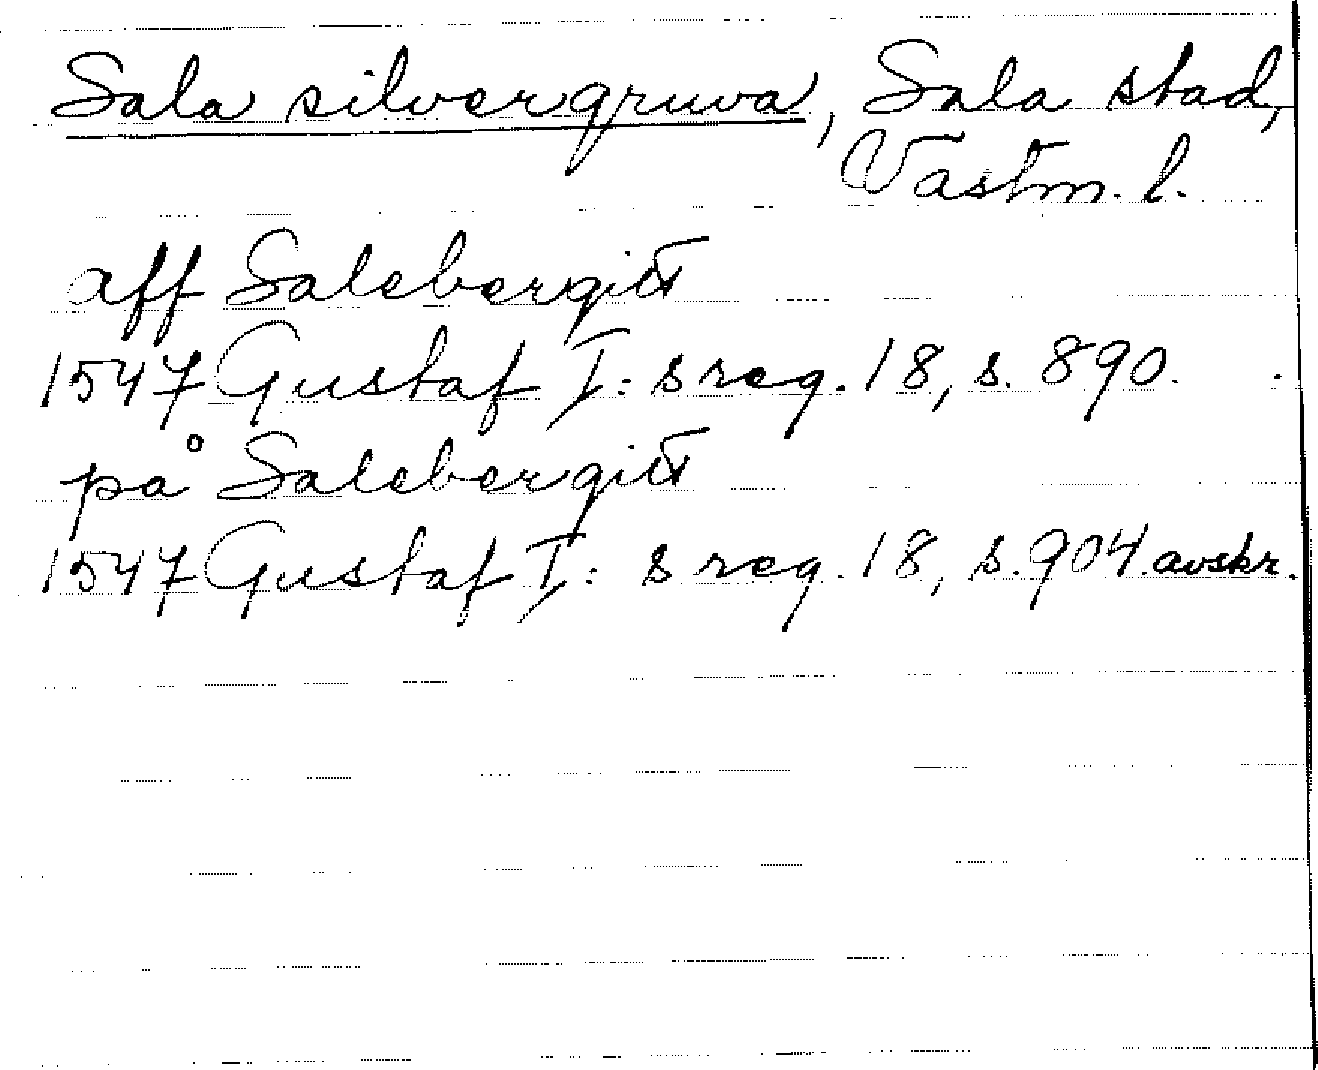 Sala silvergruva, Sala stad,
Västm. l.
aff Salebergitt
1547 Gustaf I:s reg. 18, s. 890.
på Salebergitt
1547 Gustaf I:s reg. 18, s. 904 avskr.